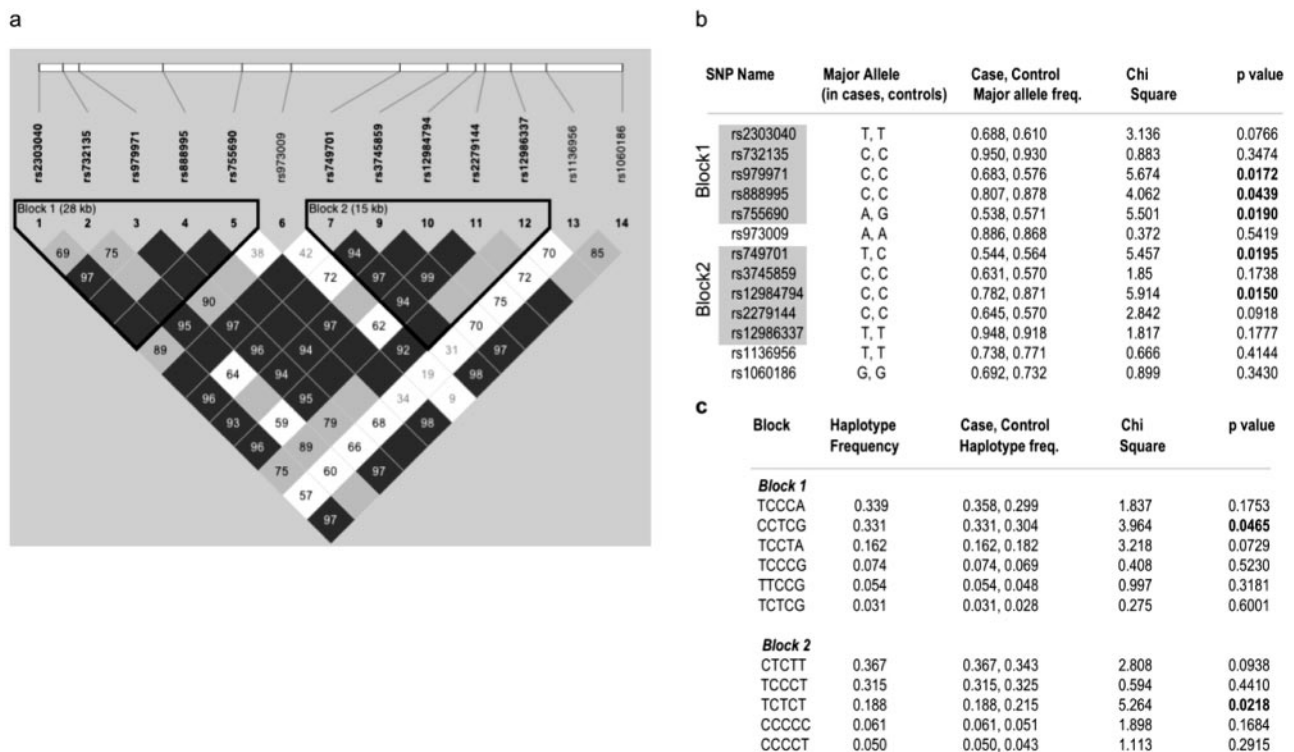 a
rs2303040 rs732135 rs979971 rs888995 rs755690 rs973009 rs749701 rs3745859 rs12984794 rs2279144 rs12986337 rs1136956 rs1060186
Block 1 (28 kb) Block 2 (15 kb)
1 2 3 4 5 6 7 9 10 11 12 13 14
69 75 38 42 94 70 85
97 72 97 99 72
90 94 75
95 97 97 62 70
89 96 94 92 31 97
64 94 19 98
96 95 34 9
93 59 79 68 98
96 89 66
75 60 97
57
97
b
SNP Name Major Allele Case, Control Chi p value
(in cases, controls) Major allele freq. Square
Block1
rs2303040 T, T 0.688, 0.610 3.136 0.0766
rs732135 C, C 0.950, 0.930 0.883 0.3474
rs979971 C, C 0.683, 0.576 5.674 0.0172
rs888995 C, C 0.807, 0.878 4.062 0.0439
rs755690 A, G 0.538, 0.571 5.501 0.0190
rs973009 A, A 0.886, 0.868 0.372 0.5419
Block2
rs749701 T, C 0.544, 0.564 5.457 0.0195
rs3745859 C, C 0.631, 0.570 1.85 0.1738
rs12984794 C, C 0.782, 0.871 5.914 0.0150
rs2279144 C, C 0.645, 0.570 2.842 0.0918
rs12986337 T, T 0.948, 0.918 1.817 0.1777
rs1136956 T, T 0.738, 0.771 0.666 0.4144
rs1060186 G, G 0.692, 0.732 0.899 0.3430
c
Block Haplotype Case, Control Chi p value
Frequency Haplotype freq. Square
Block 1
TCCCA 0.339 0.358, 0.299 1.837 0.1753
CCTCG 0.331 0.331, 0.304 3.964 0.0465
TCCTA 0.162 0.162, 0.182 3.218 0.0729
TCCCG 0.074 0.074, 0.069 0.408 0.5230
TTCCG 0.054 0.054, 0.048 0.997 0.3181
TCTCG 0.031 0.031, 0.028 0.275 0.6001
Block 2
CTCTT 0.367 0.367, 0.343 2.808 0.0938
TCCCT 0.315 0.315, 0.325 0.594 0.4410
TCTCT 0.188 0.188, 0.215 5.264 0.0218
CCCCC 0.061 0.061, 0.051 1.898 0.1684
CCCCT 0.050 0.050, 0.043 1.113 0.2915